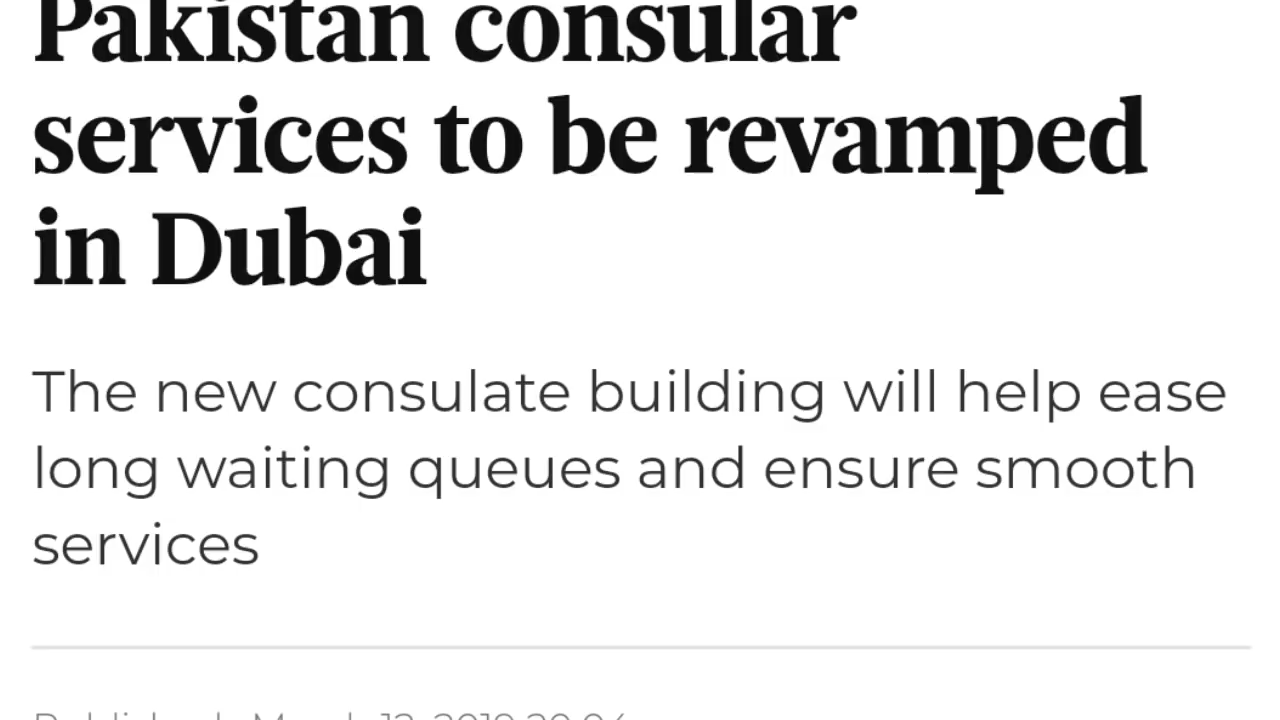 Pakistan consular
services to be revamped
in Dubai
The new consulate building will help ease
long waiting queues and ensure smooth
services